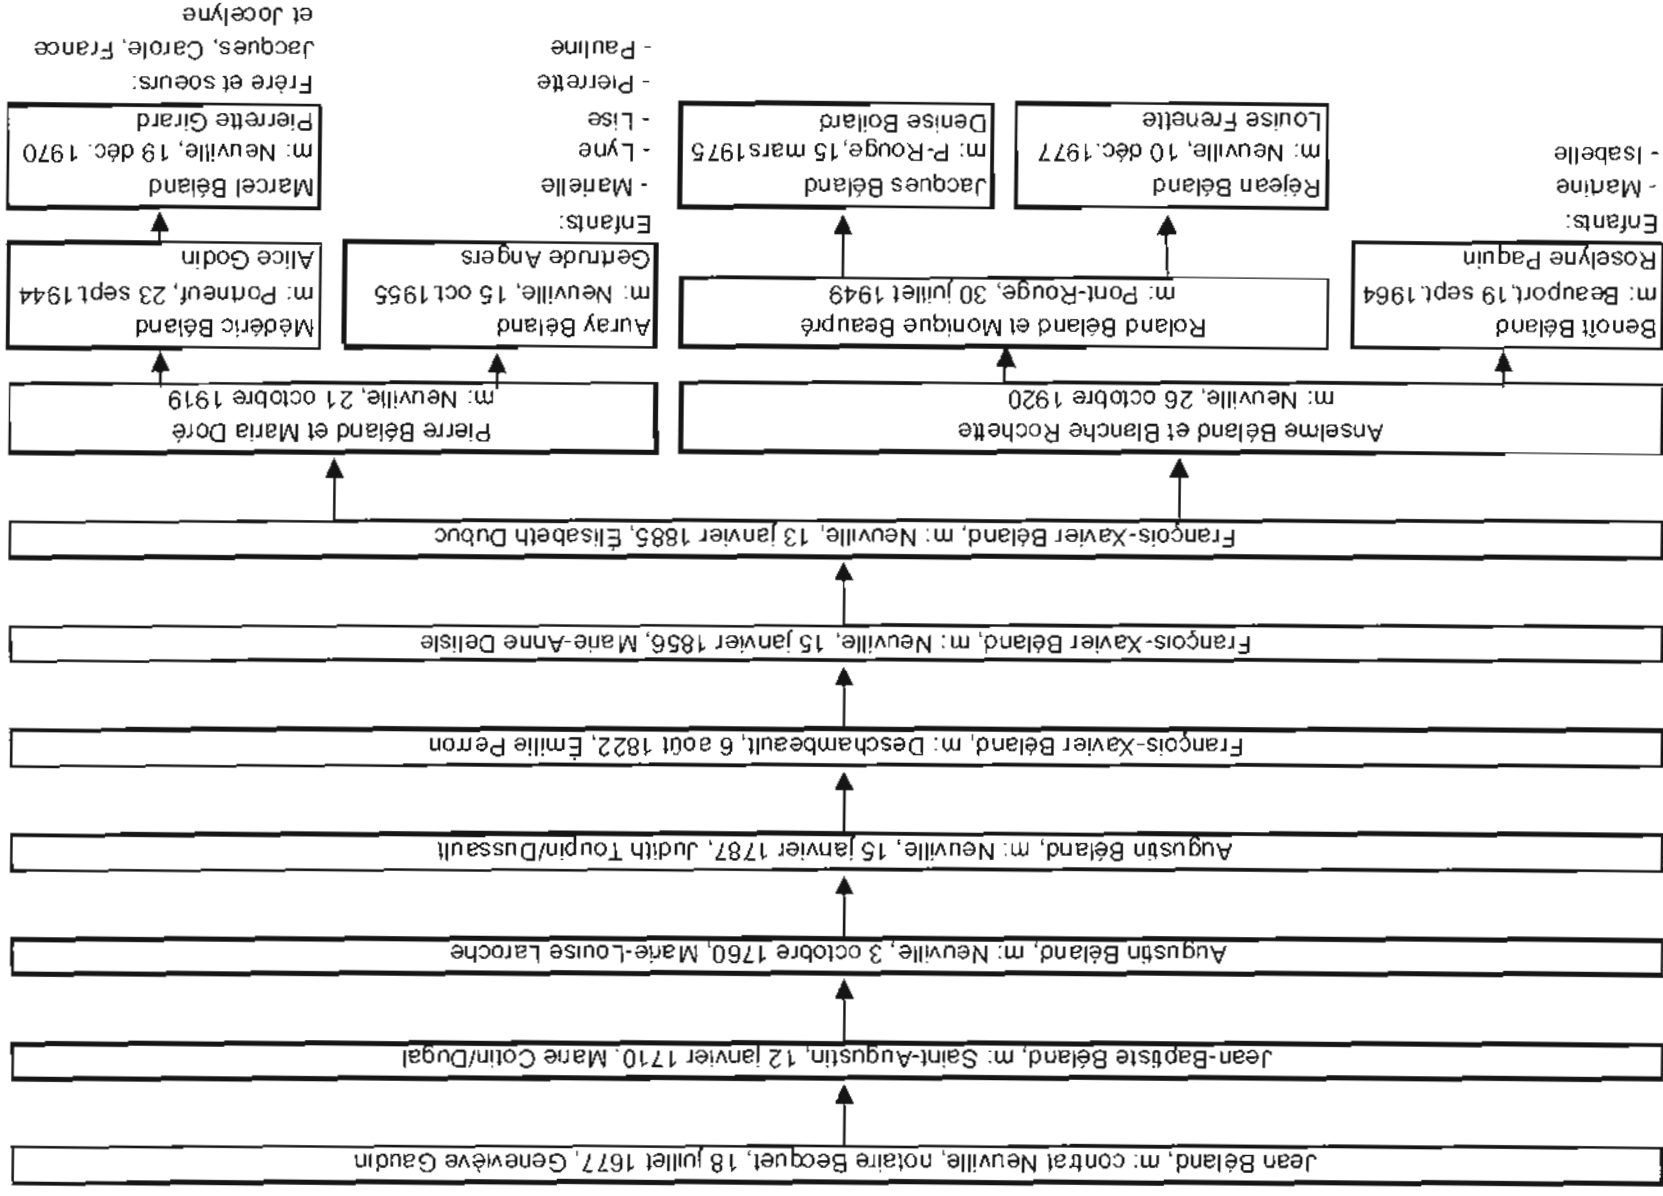 Jean Béland, m: contrat Neuville, notaire Becquet, 18 juillet 1677, Geneviève Gaudin
Jean-Baptiste Béland, m: Saint-Augustin, 12 janvier 1710. Marie Cotin/Dugal
Augustin Béland, m: Neuville, 3 octobre 1760, Marie-Louise Laroche
Augustin Béland, m: Neuville, 15 janvier 1787, Judith Toupin/Dussault
François-Xavier Béland, m: Deschambeault, 6 août 1822, Émilie Perron
François-Xavier Béland, m: Neuville, 15 janvier 1856, Marie-Anne Delisle
François-Xavier Béland, m: Neuville, 13 janvier 1885, Élisabeth Dubuc
Anselme Béland et Blanche Rochette
m: Neuville, 26 octobre 1920
Pierre Béland et Maria Doré
m: Neuville, 21 octobre 1919
Benoît Béland
m: Beauport, 19 sept. 1964
Roselyne Paquin
Enfants:
- Martine
- Isabelle
Roland Béland et Monique Beaupré
m: Pont-Rouge, 30 juillet 1949
Réjean Béland
m: Neuville, 10 déc. 1977
Louise Frenette
Jacques Béland
m: P-Rouge, 15 mars 1975
Denise Boilard
Auray Béland
m: Neuville, 15 oct. 1955
Gertrude Angers
Enfants:
- Marielle
- Lyne
- Lise
- Pierrette
- Pauline
Médéric Béland
m: Portneuf, 23 sept. 1944
Alice Godin
Marcel Béland
m: Neuville, 19 déc. 1970
Pierrette Girard
Frère et soeurs:
Jacques, Carole, France
et Jocelyne